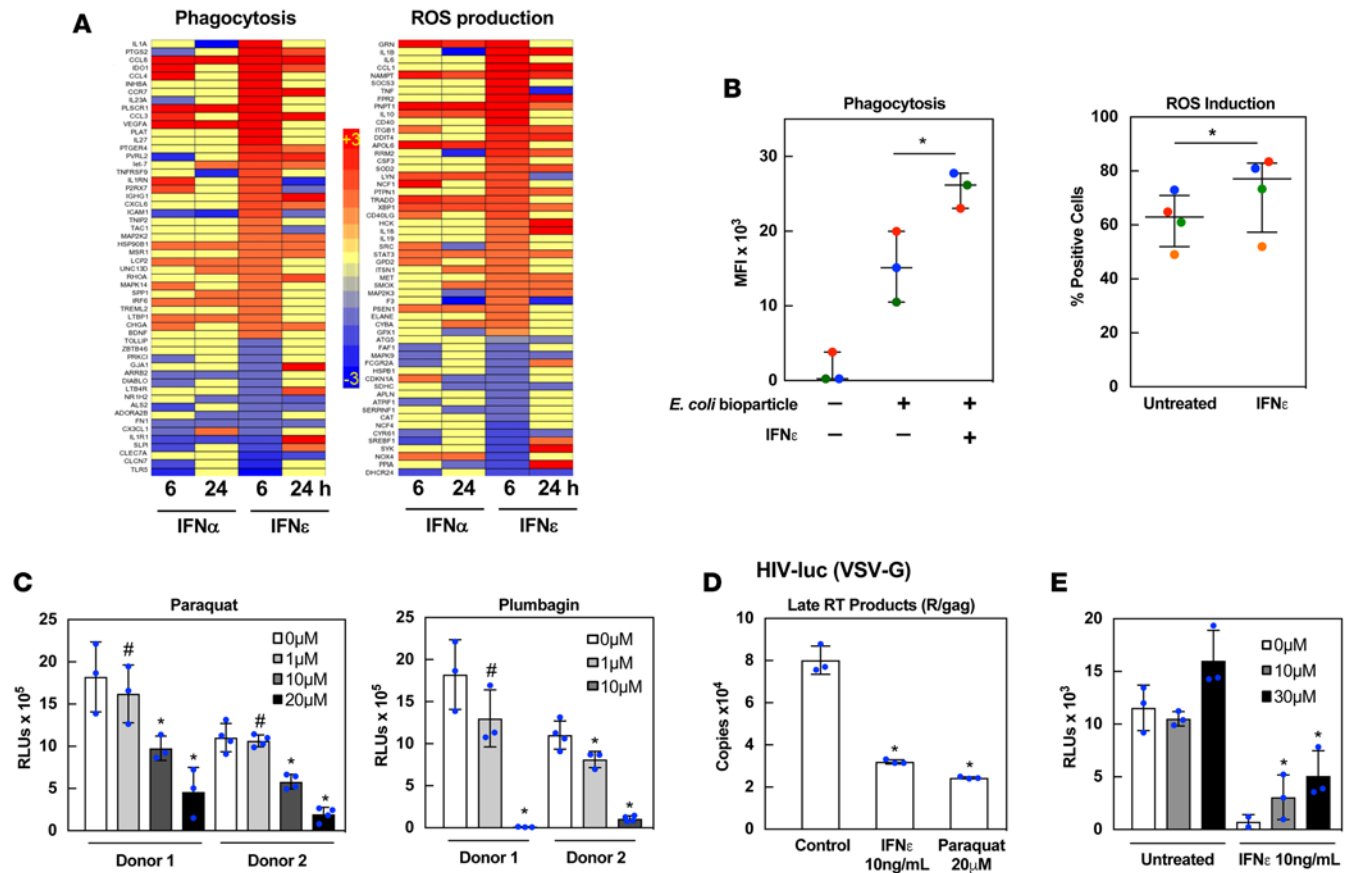 A
Phagocytosis
IL1A
PTGS2
CCL8
IDO1
CCL4
INHBA
CCR7
IL23A
PLSCR1
CCL3
VEGFA
PLAT
IL27
PTGER4
PVRL2
let-7
TNFRSF9
IL1RN
P2RX7
IGHG1
CXCL6
ICAM1
TNIP2
TAC1
MAP2K2
HSP90B1
MSR1
LCP2
UNC13D
RHOA
MAPK14
SPP1
IRF6
TREML2
LTBP1
CHGA
BDNF
TOLLIP
ZBTB46
PRKCI
GJA1
ARRB2
DIABLO
LTB4R
NR1H2
ALS2
ADORA2B
FN1
CX3CL1
IL1R1
SLPI
CLEC7A
CLCN7
TLR5
6 24 6 24 h
IFNα IFNε
+3
-3
ROS production
GRN
IL1B
IL6
CCL1
NAMPT
SOCS3
TNF
FPR2
PNPT1
IL10
CD40
ITGB1
DDIT4
APOL6
RRM2
CSF3
SOD2
LYN
NCF1
PTPN1
TRADD
XBP1
CD40LG
HCK
IL18
IL19
SRC
STAT3
GPD2
ITSN1
MET
SMOX
MAP2K3
F3
PSEN1
ELANE
CYBA
GPX1
ATG5
FAF1
MAPK9
FCGR2A
HSPB1
CDKN1A
SDHC
APLN
ATPIF1
SERPINF1
CAT
NCF4
CYR61
SREBF1
SYK
NOX4
PPIA
DHCR24
6 24 6 24 h
IFNα IFNε
B
Phagocytosis
MFI x 10³
30
20
10
0
*
E. coli bioparticle − + +
IFNε − − +
ROS Induction
% Positive Cells
100
80
60
40
20
0
*
Untreated IFNε
C
Paraquat
RLUs x 10⁵
25
20
15
10
5
0
0µM
1µM
10µM
20µM
# * * # * *
Donor 1 Donor 2
Plumbagin
RLUs x 10⁵
25
20
15
10
5
0
0µM
1µM
10µM
# * * *
Donor 1 Donor 2
D
HIV-luc (VSV-G)
Late RT Products (R/gag)
Copies x 10⁴
10
8
6
4
2
0
* *
Control IFNε Paraquat
10ng/mL 20µM
E
RLUs x 10³
20
15
10
5
0
0µM
10µM
30µM
* *
Untreated IFNε 10ng/mL